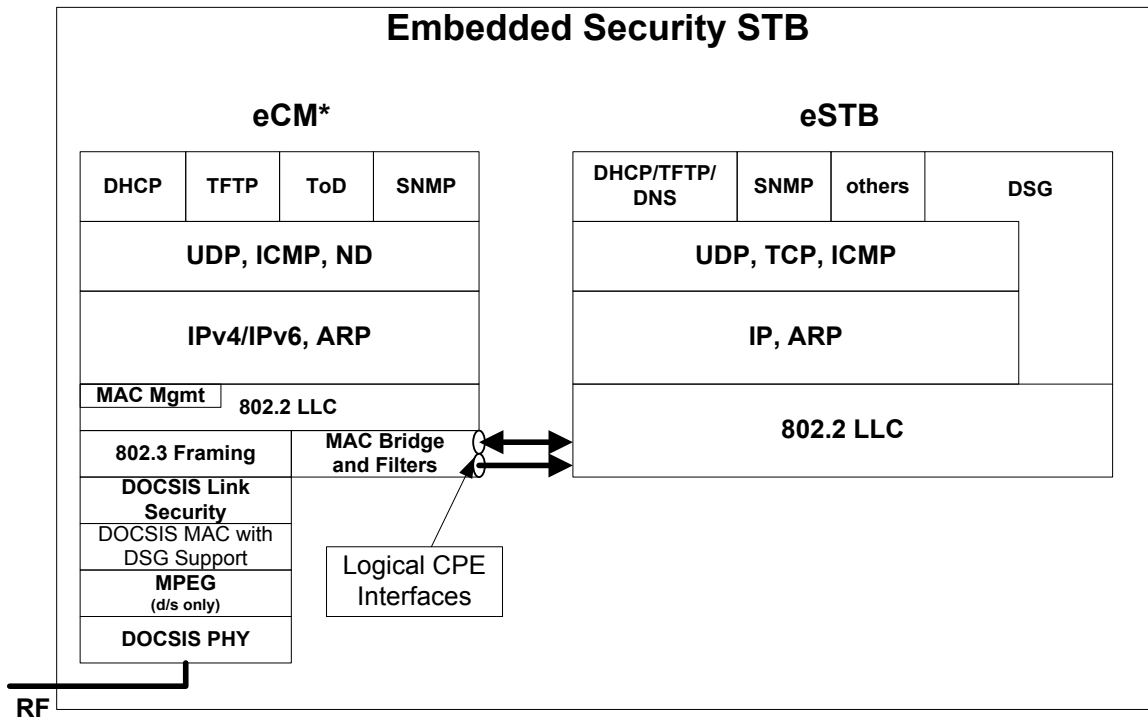 Embedded Security STB
eCM*
eSTB
DHCP
TFTP
ToD
SNMP
DHCP/TFTP/
DNS
SNMP
others
DSG
UDP, ICMP, ND
UDP, TCP, ICMP
IPv4/IPv6, ARP
IP, ARP
MAC Mgmt
802.2 LLC
802.2 LLC
802.3 Framing
MAC Bridge
and Filters
DOCSIS Link
Security
DOCSIS MAC with
DSG Support
Logical CPE
Interfaces
MPEG
(d/s only)
DOCSIS PHY
RF